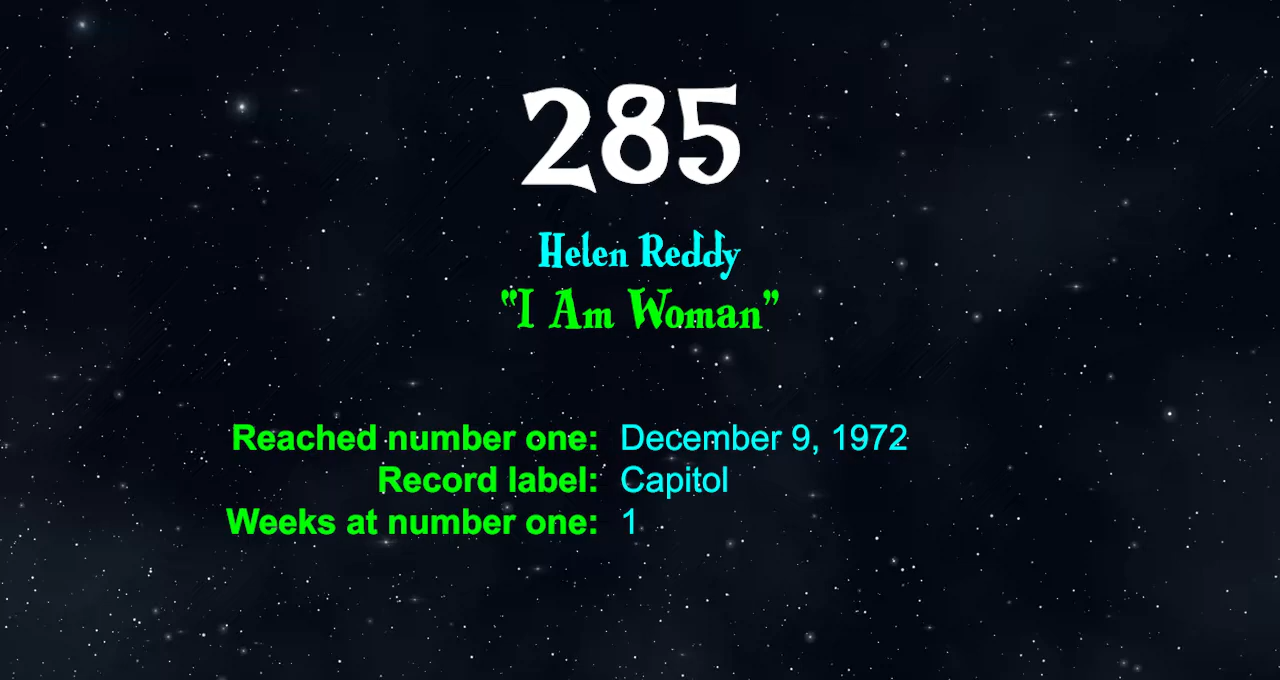 285
Helen Reddy
"I Am Woman"
Reached number one: December 9, 1972
Record label: Capitol
Weeks at number one: 1